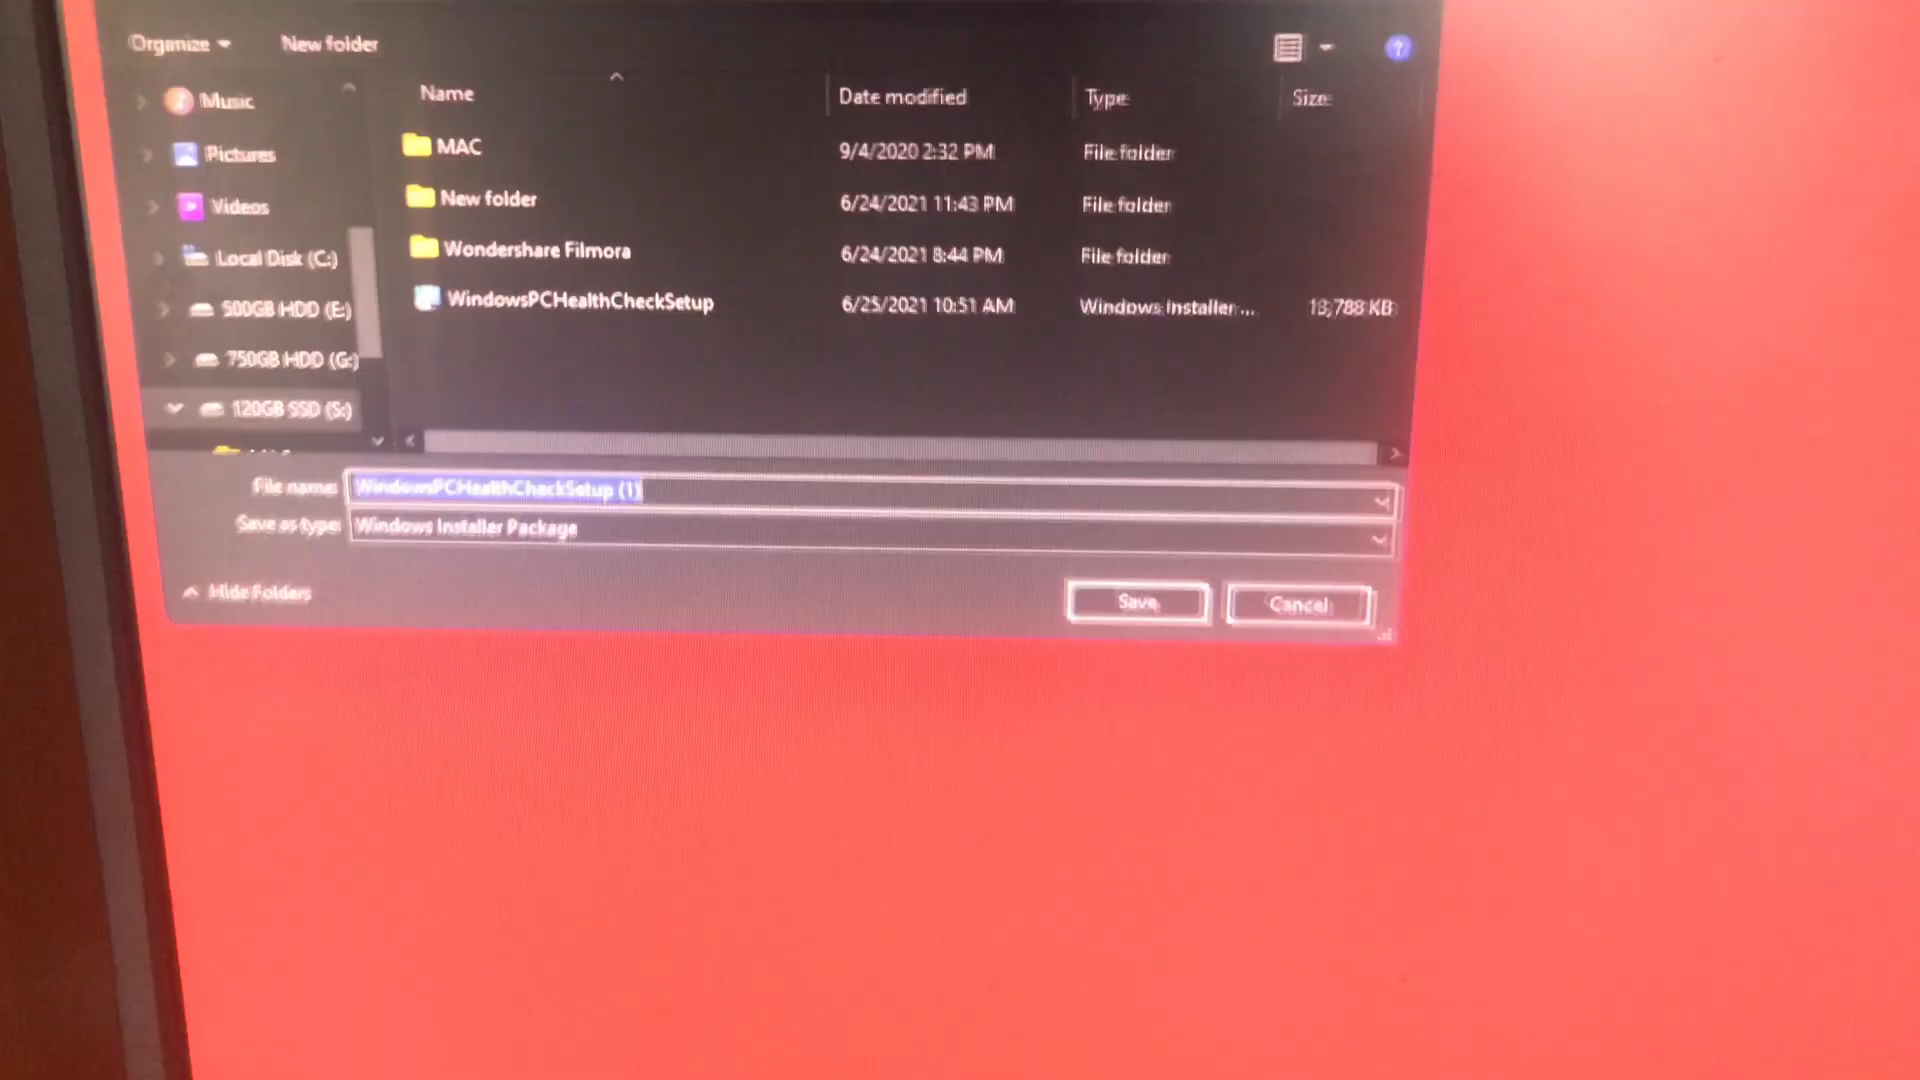 Organize New folder
Name Date modified Type Size
Music
Pictures
Videos
Local Disk (C:)
500GB HDD (E:)
750GB HDD (G:)
120GB SSD (S:)
MAC 9/4/2020 2:32 PM File folder
New folder 6/24/2021 11:43 PM File folder
Wondershare Filmora 6/24/2021 8:44 PM File folder
WindowsPCHealthCheckSetup 6/25/2021 10:51 AM Windows Installer ... 13,788 KB
File name: WindowsPCHealthCheckSetup (1)
Save as type: Windows Installer Package
Hide Folders
Save Cancel